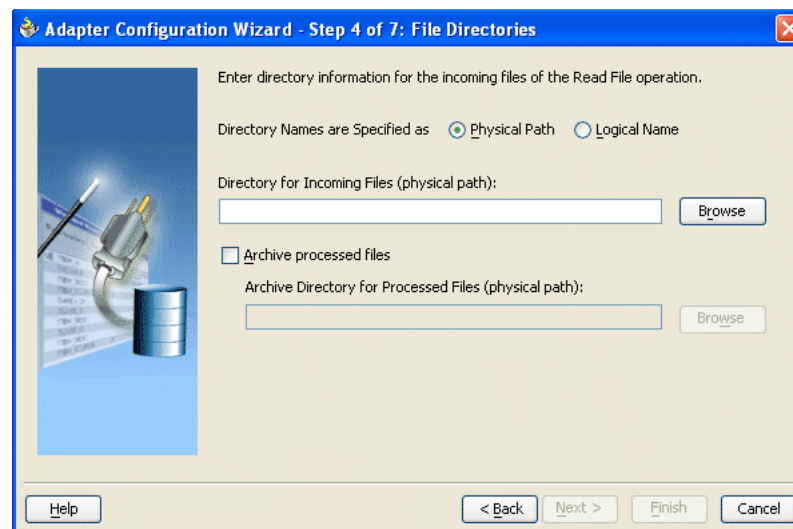 Adapter Configuration Wizard - Step 4 of 7: File Directories
Enter directory information for the incoming files of the Read File operation.
Directory Names are Specified as Physical Path Logical Name
Directory for Incoming Files (physical path):
Browse
Archive processed files
Archive Directory for Processed Files (physical path):
Browse
Help < Back Next > Finish Cancel